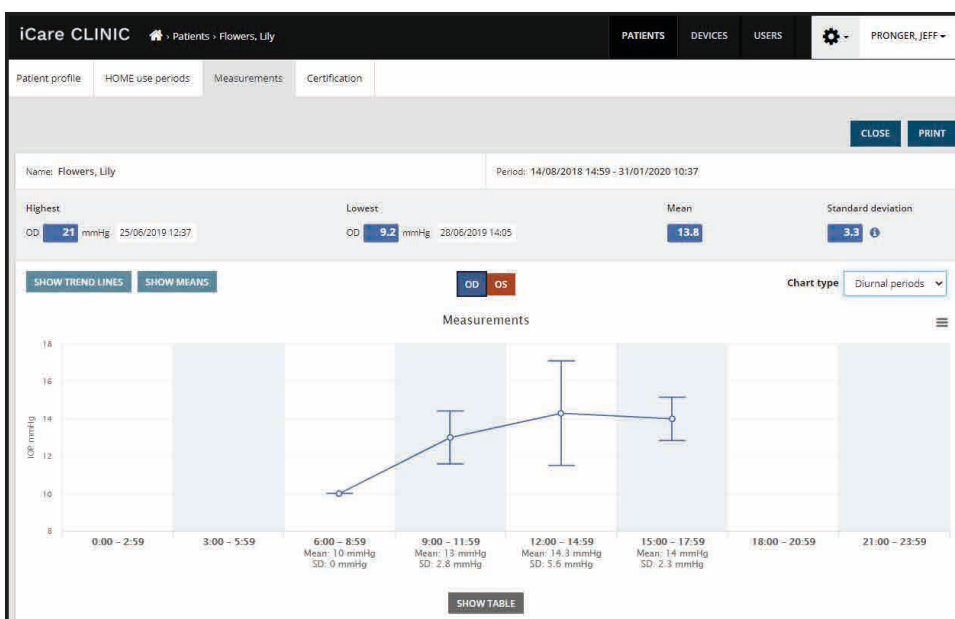 iCare CLINIC › Patients › Flowers, Lily PATIENTS DEVICES USERS PRONGER, JEFF
Patient profile HOME use periods Measurements Certification
CLOSE PRINT
Name: Flowers, Lily Period: 14/08/2018 14:59 - 31/01/2020 10:37
Highest Lowest Mean Standard deviation
OD 21 mmHg 25/06/2019 12:37 OD 9.2 mmHg 28/06/2019 14:05 13.8 3.3
SHOW TREND LINES SHOW MEANS OD OS Chart type Diurnal periods
Measurements
18
16
14
12
10
8
IOP mmHg
0:00 – 2:59 3:00 – 5:59 6:00 – 8:59 9:00 – 11:59 12:00 – 14:59 15:00 – 17:59 18:00 – 20:59 21:00 – 23:59
Mean: 10 mmHg Mean: 13 mmHg Mean: 14.3 mmHg Mean: 14 mmHg
SD: 0 mmHg SD: 2.8 mmHg SD: 5.6 mmHg SD: 2.3 mmHg
SHOW TABLE